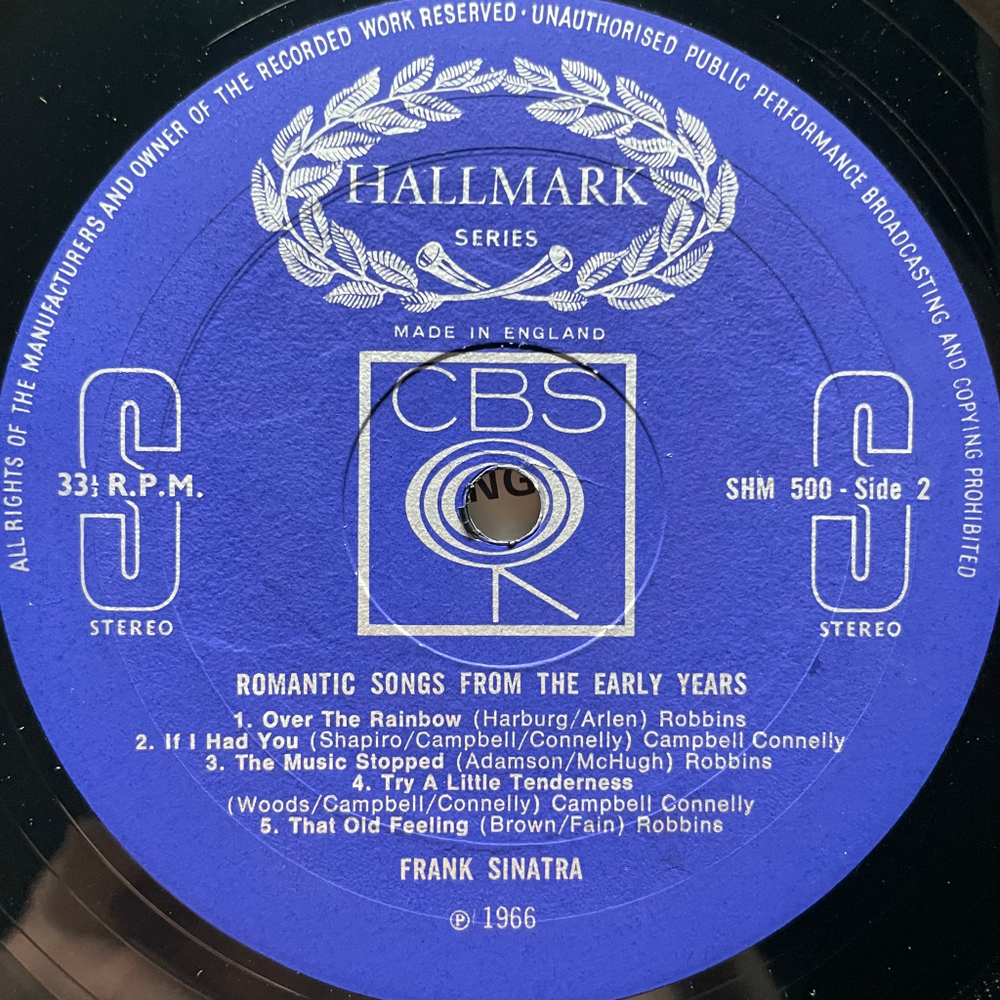 ALL RIGHTS OF THE MANUFACTURERS AND OWNER OF THE RECORDED WORK RESERVED · UNAUTHORISED PUBLIC PERFORMANCE BROADCASTING AND COPYING PROHIBITED
HALLMARK
SERIES
MADE IN ENGLAND
CBS
NG
S
33⅓ R.P.M.
STEREO
S
SHM 500 - Side 2
STEREO
ROMANTIC SONGS FROM THE EARLY YEARS
1. Over The Rainbow (Harburg/Arlen) Robbins
2. If I Had You (Shapiro/Campbell/Connelly) Campbell Connelly
3. The Music Stopped (Adamson/McHugh) Robbins
4. Try A Little Tenderness
(Woods/Campbell/Connelly) Campbell Connelly
5. That Old Feeling (Brown/Fain) Robbins
FRANK SINATRA
℗ 1966